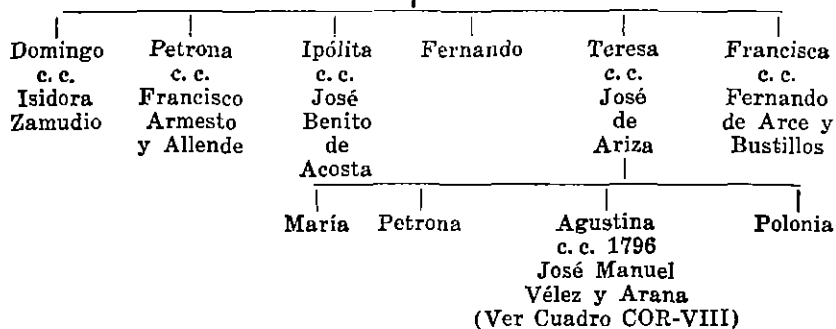 Domingo Petrona Ipólita Fernando Teresa Francisca
c. c. c. c. c. c. c. c. c. c.
Isidora Francisco José José Fernando
Zamudio Armesto Benito de de Arce y
y Allende de Ariza Bustillos
Acosta
María Petrona Agustina Polonia
c. c. 1796
José Manuel
Vélez y Arana
(Ver Cuadro COR-VIII)